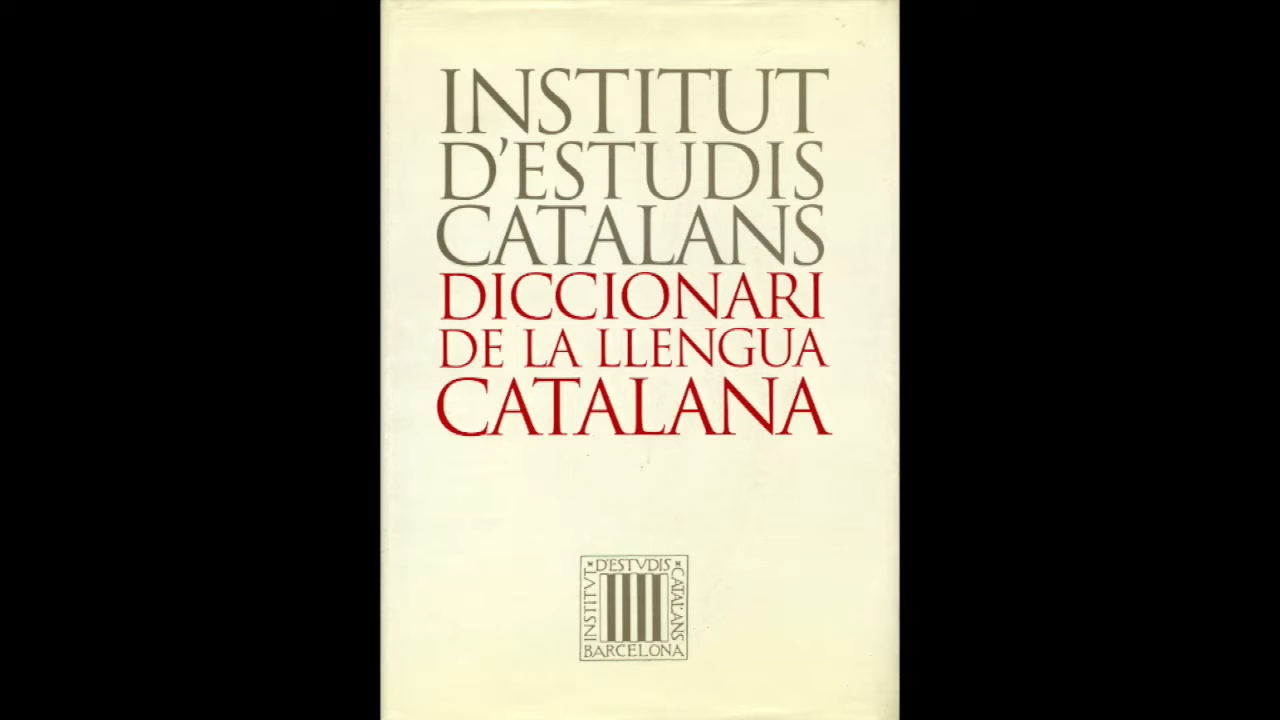 INSTITUT
D'ESTUDIS
CATALANS
DICCIONARI
DE LA LLENGUA
CATALANA
INSTITVT
D'ESTVDIS
CATALANS
BARCELONA